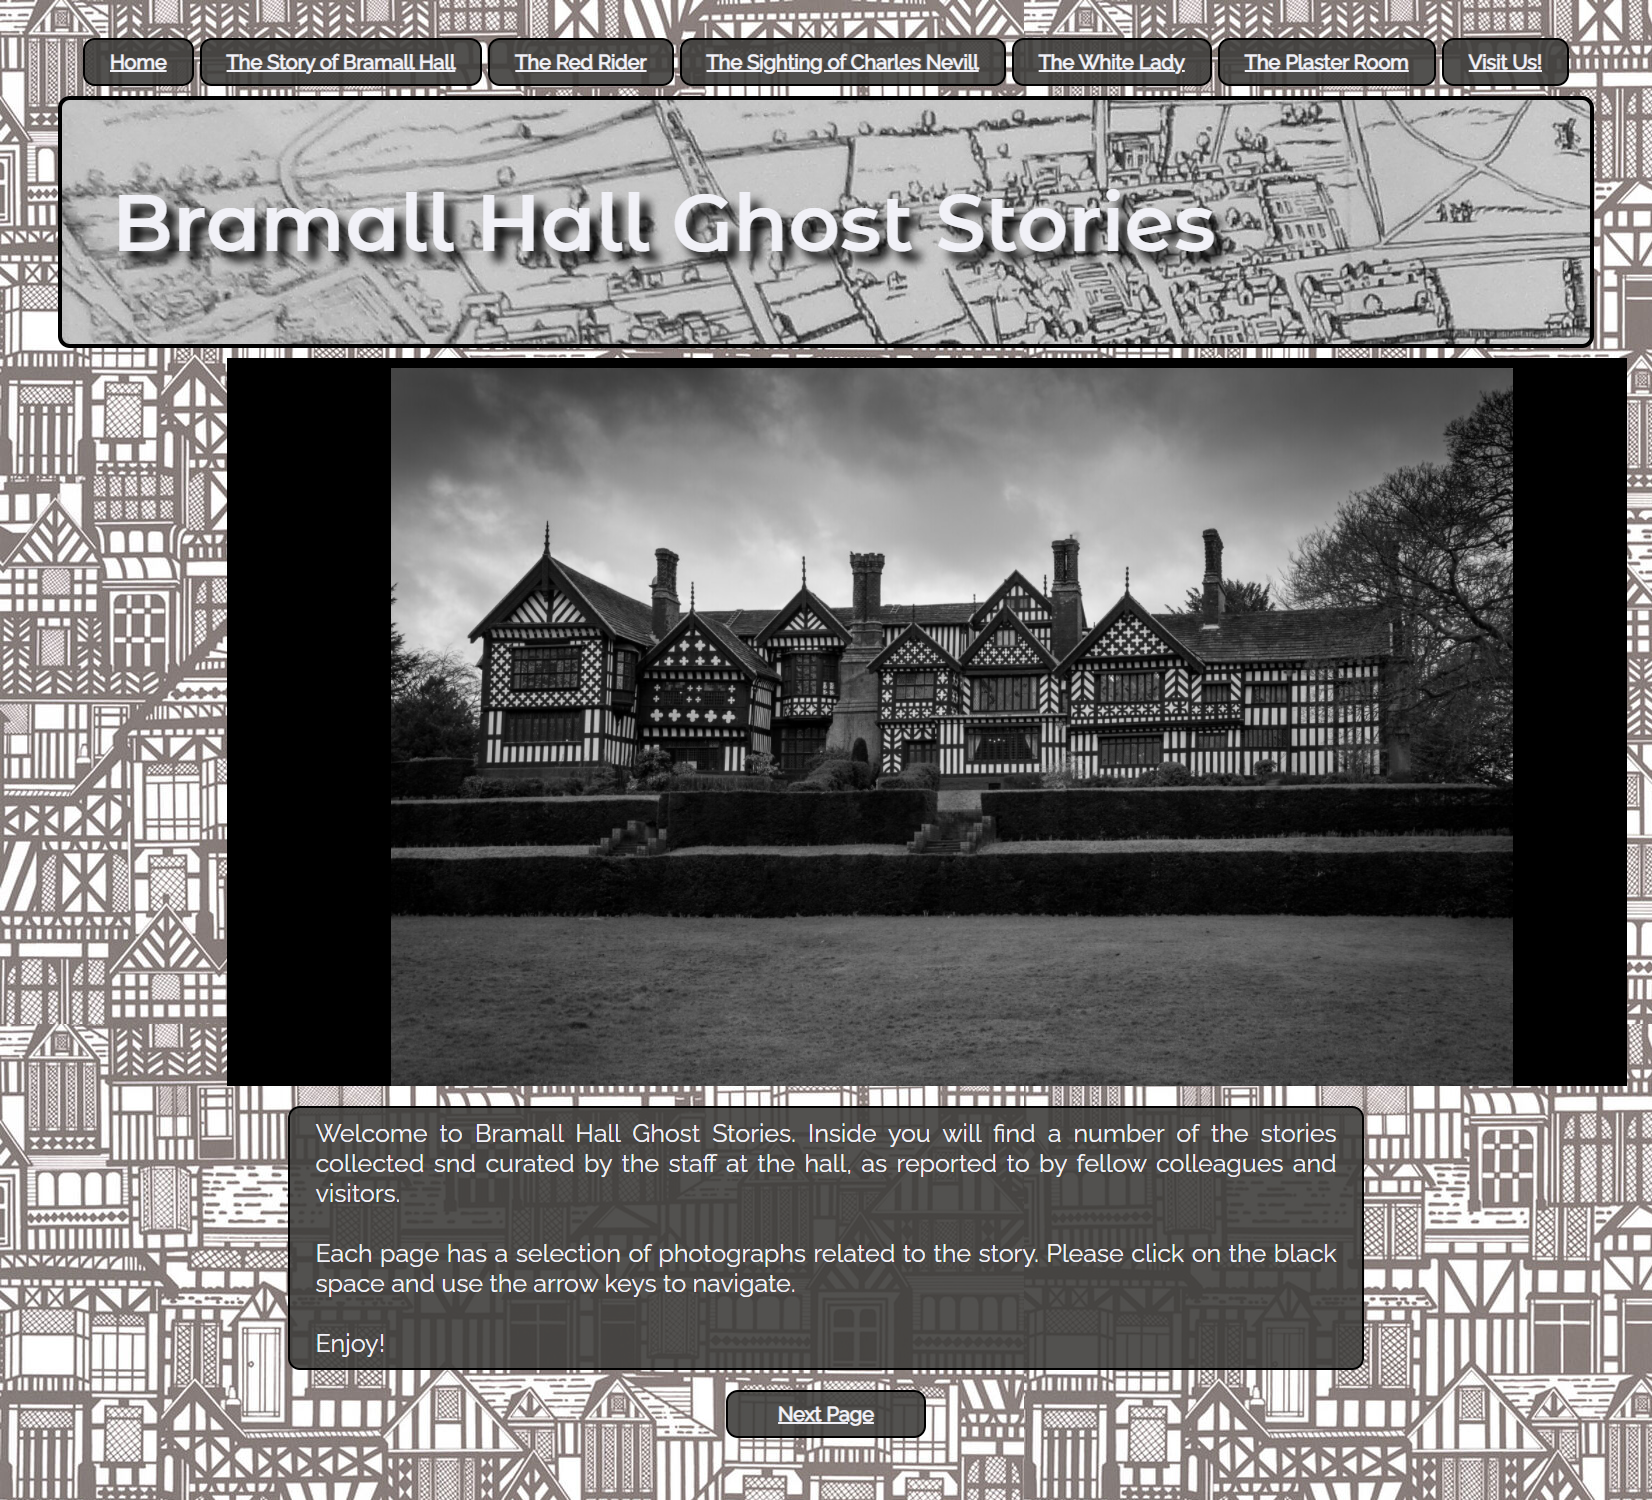 Home
The Story of Bramall Hall
The Red Rider
The Sighting of Charles Nevill
The White Lady
The Plaster Room
Visit Us!
Bramall Hall Ghost Stories
Welcome to Bramall Hall Ghost Stories. Inside you will find a number of the stories
collected snd curated by the staff at the hall, as reported to by fellow colleagues and
visitors.
Each page has a selection of photographs related to the story. Please click on the black
space and use the arrow keys to navigate.
Enjoy!
Next Page